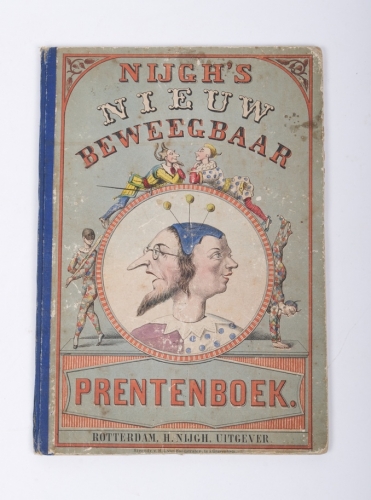 NIJGH'S
NIEUW
BEWEEGBAAR
PRENTENBOEK.
ROTTERDAM, H. NIJGH, UITGEVER